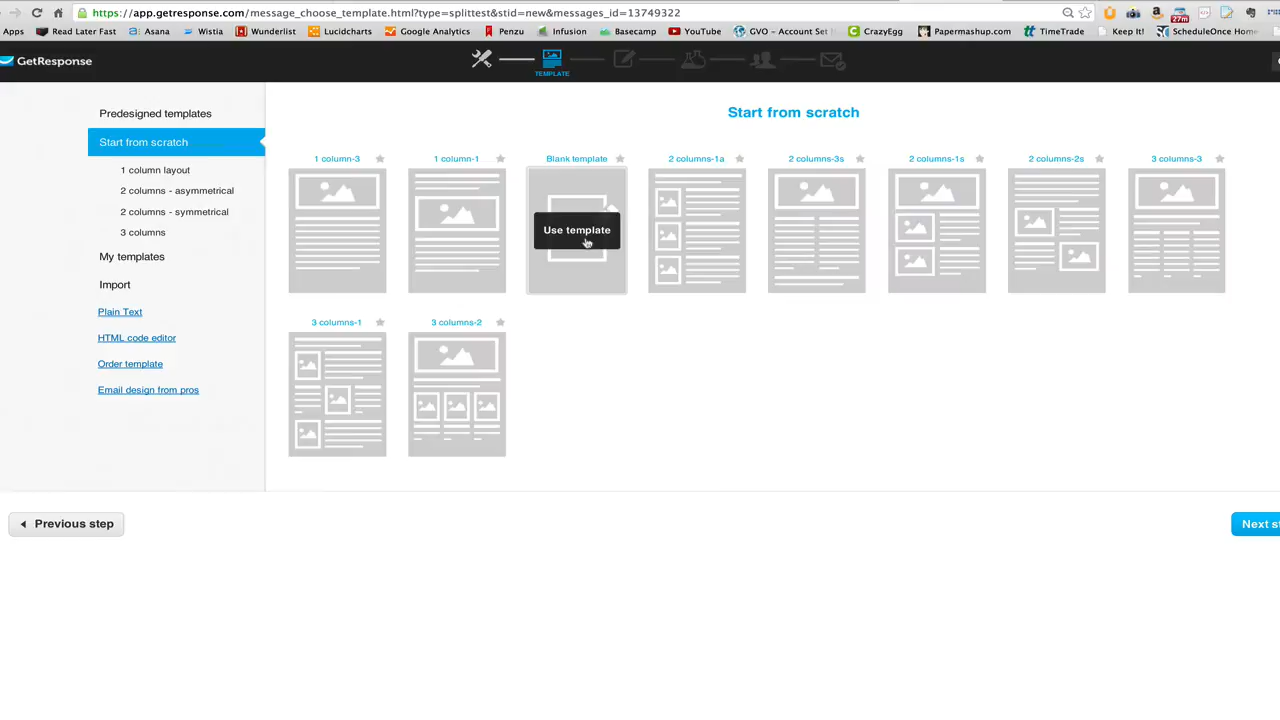 https://app.getresponse.com/message_choose_template.html?type=splittest&stid=new&messages_id=13749322
Apps Read Later Fast Asana Wistia Wunderlist Lucidcharts Google Analytics Penzu Infusion Basecamp YouTube GVO - Account Set CrazyEgg Papermashup.com TimeTrade Keep It! ScheduleOnce Home
27m
GetResponse
TEMPLATE
Predesigned templates
Start from scratch
1 column layout
2 columns - asymmetrical
2 columns - symmetrical
3 columns
My templates
Import
Plain Text
HTML code editor
Order template
Email design from pros
Start from scratch
1 column-3 1 column-1 Blank template 2 columns-1a 2 columns-3s 2 columns-1s 2 columns-2s 3 columns-3
Use template
3 columns-1 3 columns-2
Previous step
Next st